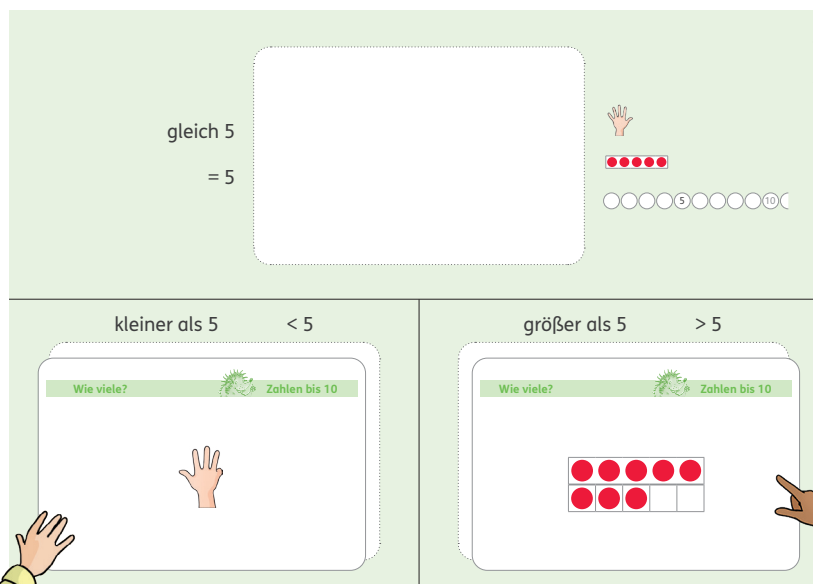 gleich 5
= 5
5 10
kleiner als 5 < 5
größer als 5 > 5
Wie viele? Zahlen bis 10
Wie viele? Zahlen bis 10